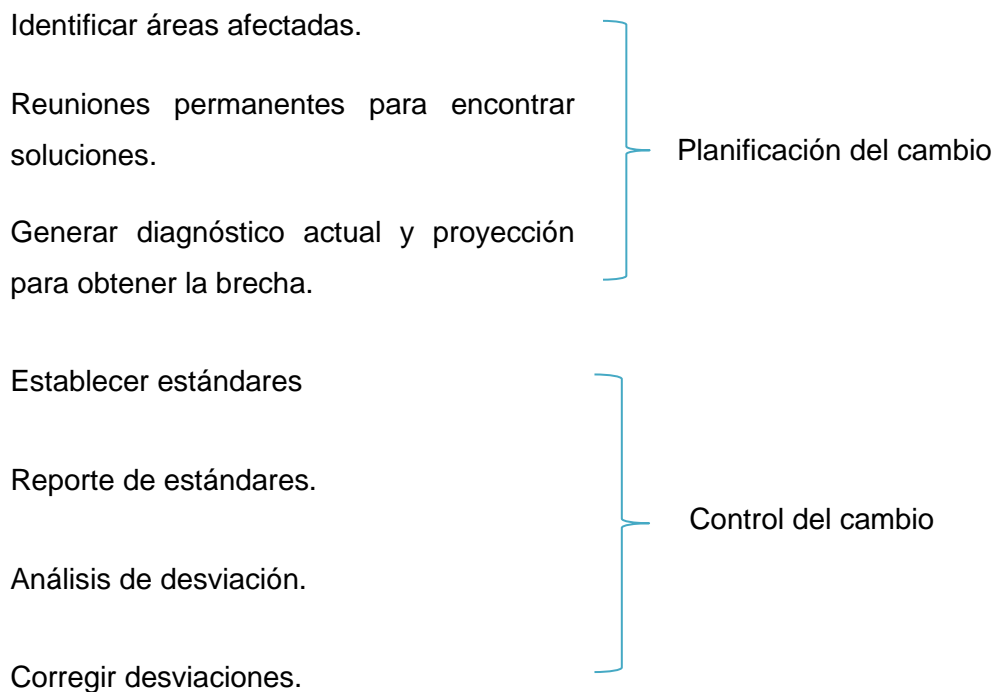 Identificar áreas afectadas.
Reuniones permanentes para encontrar
soluciones.
Planificación del cambio
Generar diagnóstico actual y proyección
para obtener la brecha.
Establecer estándares
Reporte de estándares.
Control del cambio
Análisis de desviación.
Corregir desviaciones.